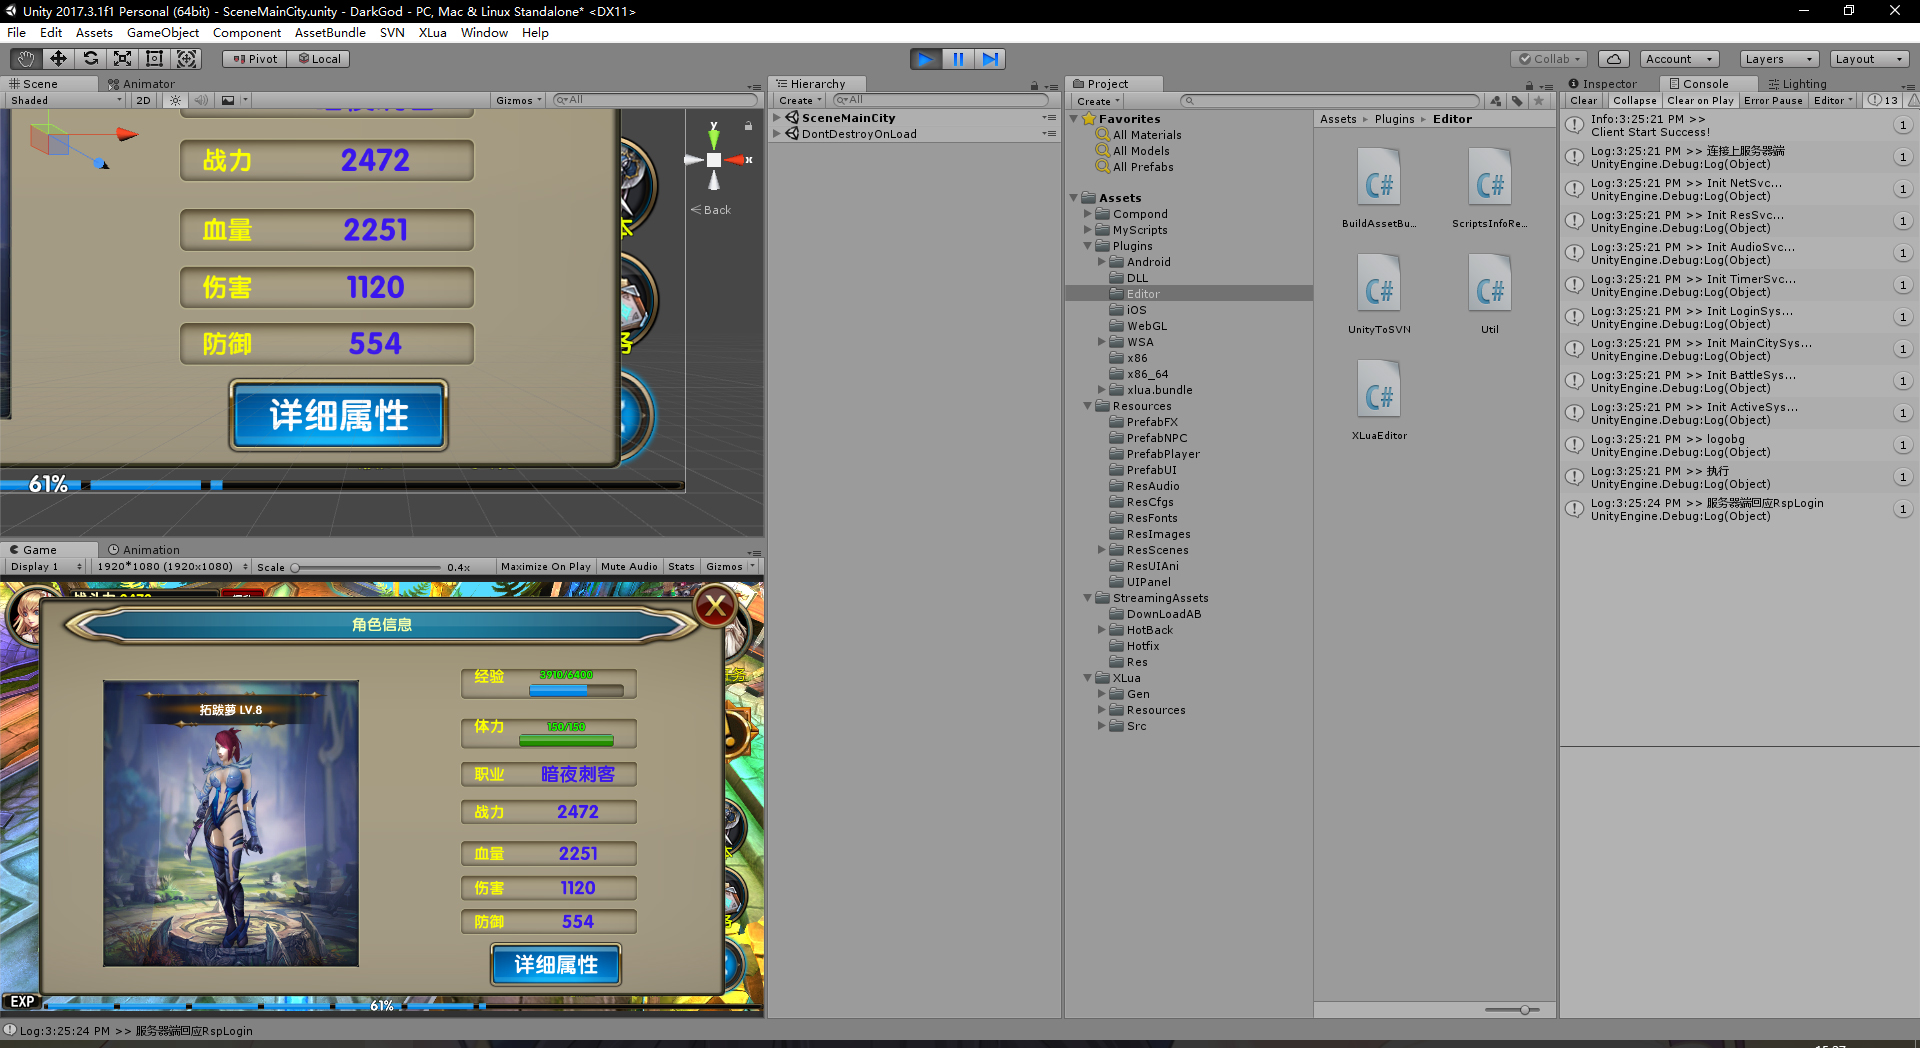 Unity 2017.3.1f1 Personal (64bit) - SceneMainCity.unity - DarkGod - PC, Mac & Linux Standalone* <DX11>
File Edit Assets GameObject Component AssetBundle SVN XLua Window Help
Pivot Local Collab Account Layers Layout
Scene Animator
Shaded 2D Gizmos All
战力 2472
血量 2251
伤害 1120
防御 554
详细属性
61%
y
x
Back
Game Animation
Display 1 1920*1080 (1920x1080) Scale 0.4x Maximize On Play Mute Audio Stats Gizmos
角色信息
X
拓跋萝 LV.8
经验 3910/6400
体力 150/150
职业 暗夜刺客
战力 2472
血量 2251
伤害 1120
防御 554
详细属性
EXP 61%
Log:3:25:24 PM >> 服务器端回应RspLogin
Hierarchy
Create All
SceneMainCity
DontDestroyOnLoad
Project
Create
Favorites
All Materials
All Models
All Prefabs
Assets
Compond
MyScripts
Plugins
Android
DLL
Editor
iOS
WebGL
WSA
x86
x86_64
xlua.bundle
Resources
PrefabFX
PrefabNPC
PrefabPlayer
PrefabUI
ResAudio
ResCfgs
ResFonts
ResImages
ResScenes
ResUIAni
UIPanel
StreamingAssets
DownLoadAB
HotBack
Hotfix
Res
XLua
Gen
Resources
Src
Assets Plugins Editor
C# C#
BuildAssetBu... ScriptsInfoRe...
C# C#
UnityToSVN Util
C#
XLuaEditor
Inspector Console Lighting
Clear Collapse Clear on Play Error Pause Editor 13
Info:3:25:21 PM >>
Client Start Success! 1
Log:3:25:21 PM >> 连接上服务器端
UnityEngine.Debug:Log(Object) 1
Log:3:25:21 PM >> Init NetSvc...
UnityEngine.Debug:Log(Object) 1
Log:3:25:21 PM >> Init ResSvc...
UnityEngine.Debug:Log(Object) 1
Log:3:25:21 PM >> Init AudioSvc...
UnityEngine.Debug:Log(Object) 1
Log:3:25:21 PM >> Init TimerSvc...
UnityEngine.Debug:Log(Object) 1
Log:3:25:21 PM >> Init LoginSys...
UnityEngine.Debug:Log(Object) 1
Log:3:25:21 PM >> Init MainCitySys...
UnityEngine.Debug:Log(Object) 1
Log:3:25:21 PM >> Init BattleSys...
UnityEngine.Debug:Log(Object) 1
Log:3:25:21 PM >> Init ActiveSys...
UnityEngine.Debug:Log(Object) 1
Log:3:25:21 PM >> logobg
UnityEngine.Debug:Log(Object) 1
Log:3:25:21 PM >> 执行
UnityEngine.Debug:Log(Object) 1
Log:3:25:24 PM >> 服务器端回应RspLogin
UnityEngine.Debug:Log(Object) 1